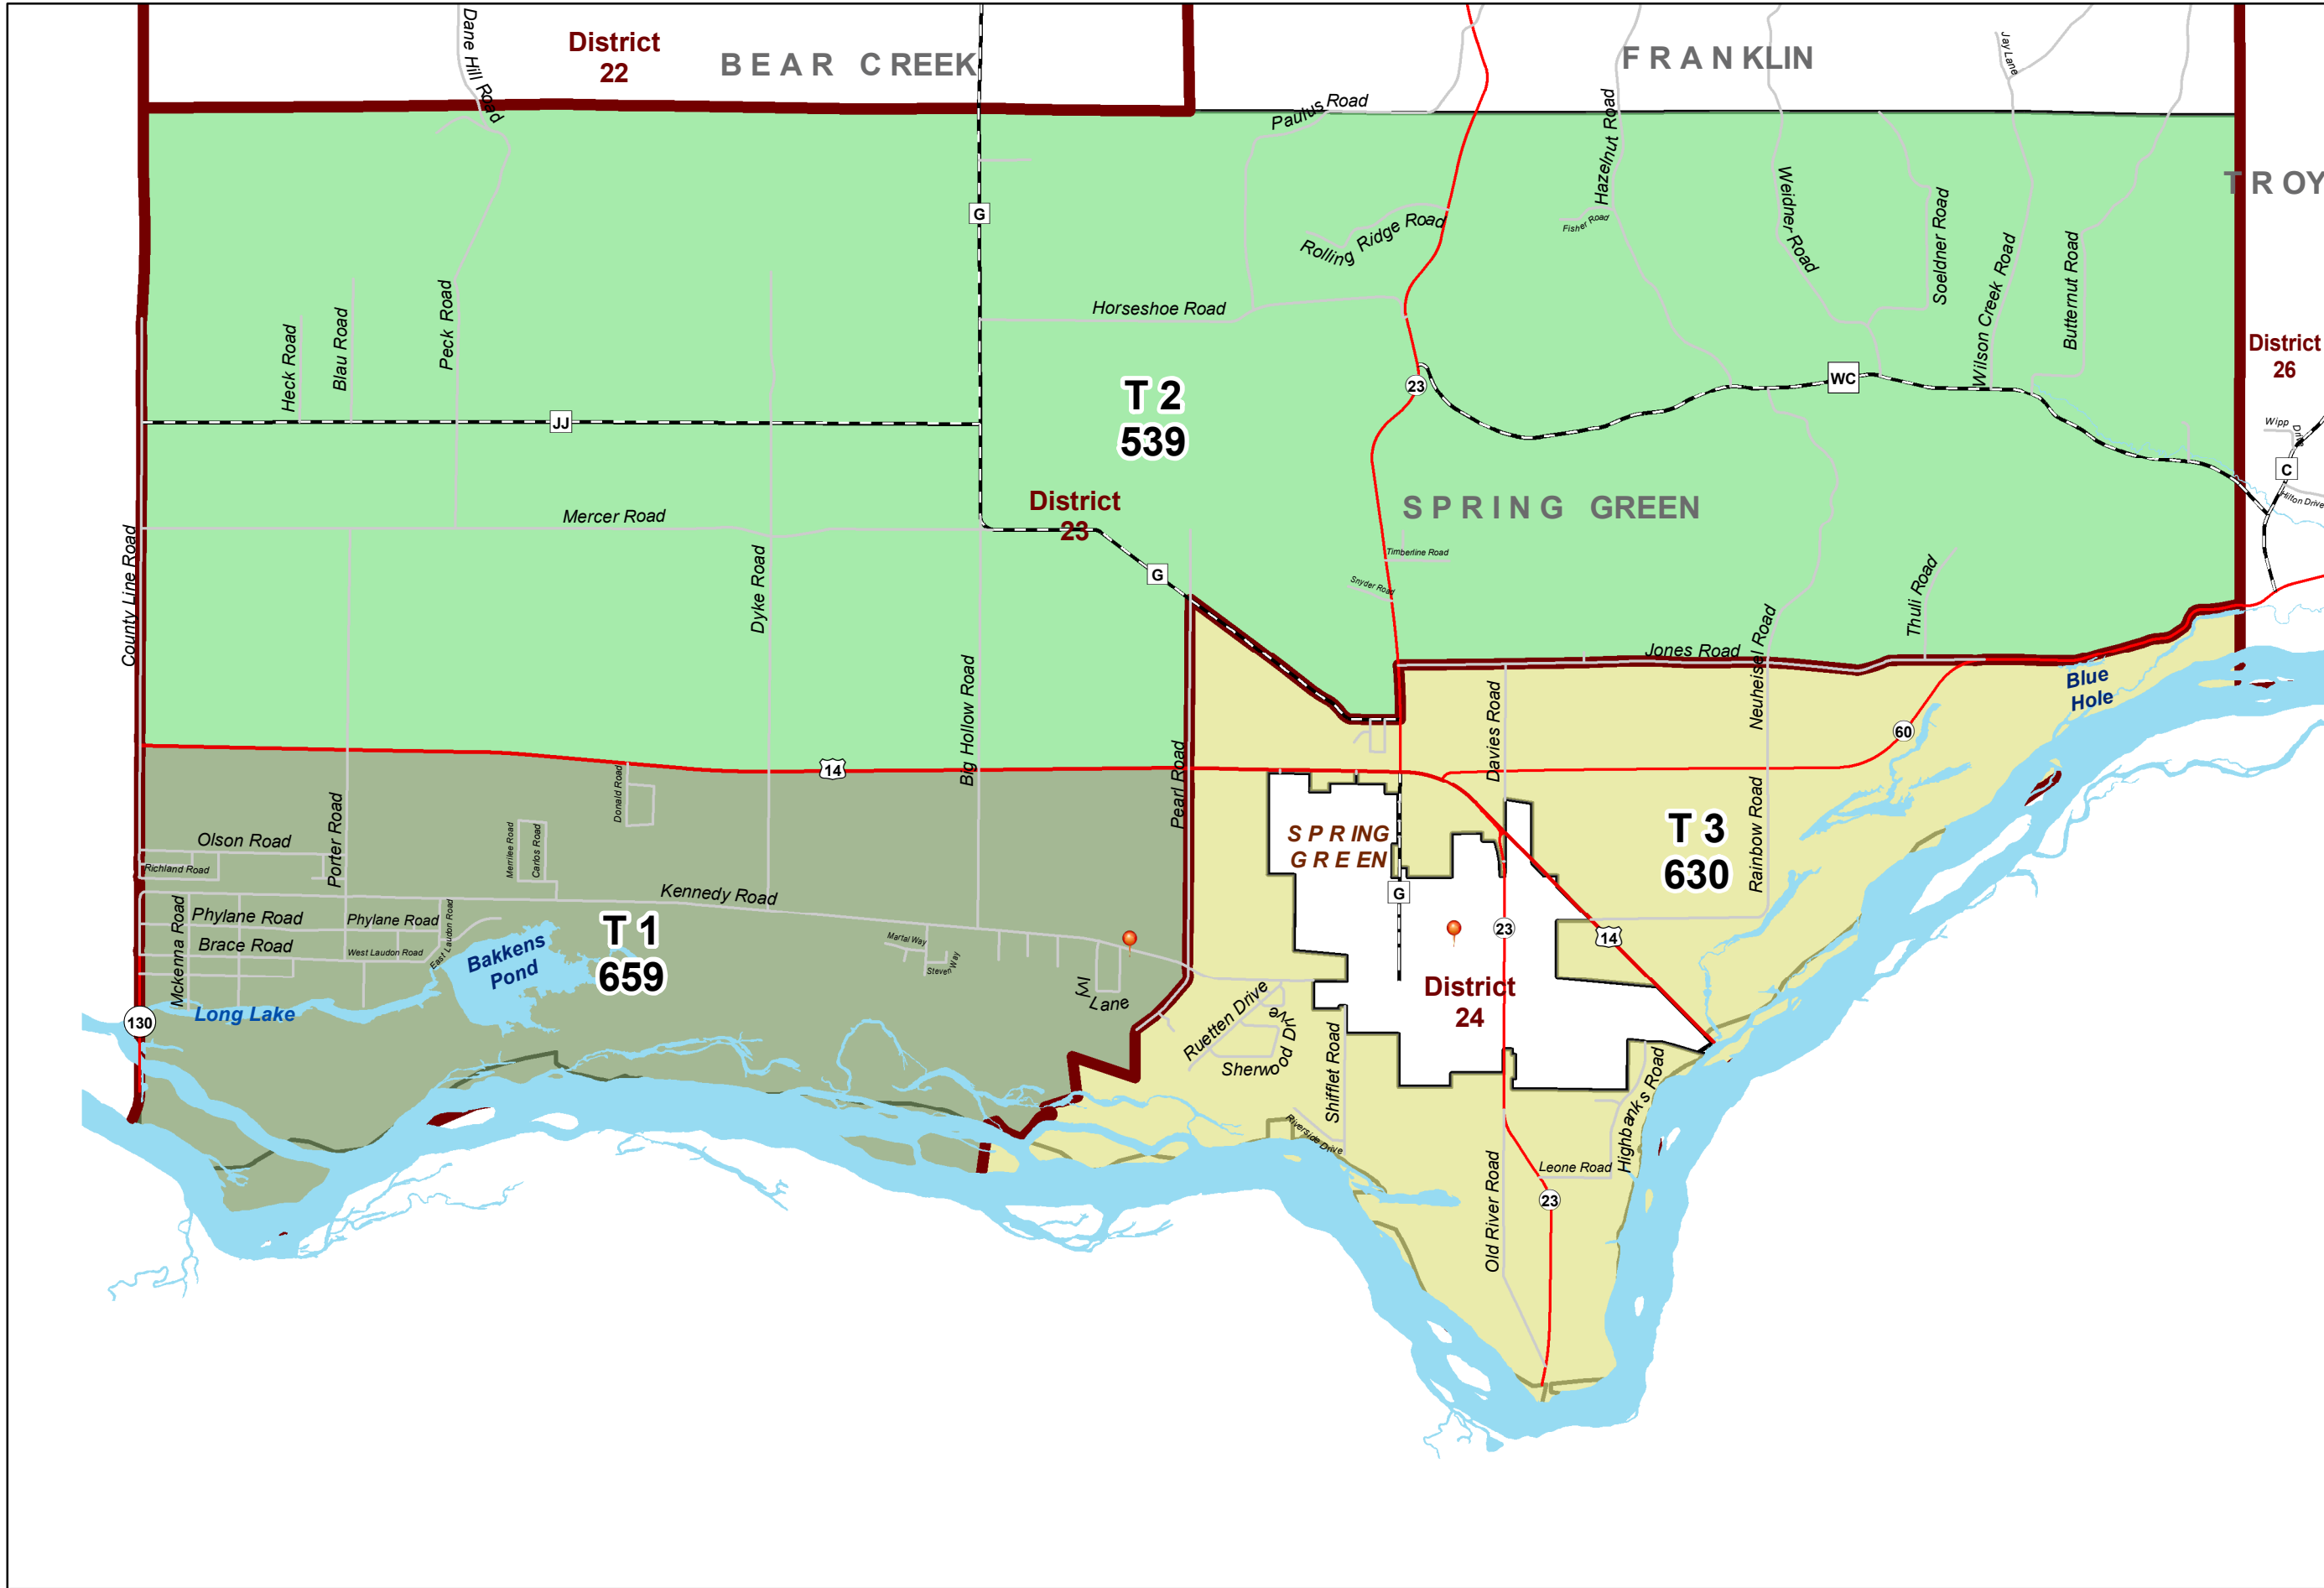 District
22
BEAR CREEK
FRANKLIN
TROY
Dane Hill Road
Jay Lane
Paulus Road
Hazelnut Road
Fisher Road
Weidner Road
Soeldner Road
Wilson Creek Road
Butternut Road
G
Rolling Ridge Road
Horseshoe Road
Heck Road
Blau Road
Peck Road
District
26
T 2
539
23
WC
JJ
Wipp Drive
C
Hilton Drive
District
23
SPRING GREEN
Mercer Road
County Line Road
Dyke Road
G
Timberline Road
Snyder Road
Thuli Road
Neuheisel Road
Jones Road
Blue
Hole
Big Hollow Road
Pearl Road
Davies Road
60
14
Donald Road
Porter Road
Olson Road
Richland Road
Merrilee Road
Carlos Road
SPRING
GREEN
T 3
630
Rainbow Road
G
Kennedy Road
Mckenna Road
Phylane Road
Phylane Road
East Laudon Road
Brace Road
West Laudon Road
Bakkens
Pond
T 1
659
Martal Way
Steven Way
Ivy Lane
23
14
District
24
130
Long Lake
Ruetten Drive
Sherwood Drive
Shifflet Road
Riverside Drive
Highbanks Road
Leone Road
Old River Road
23